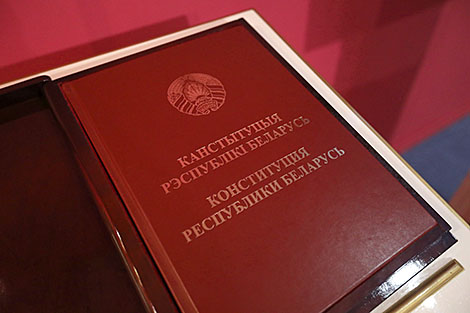 КАНСТЫТУЦЫЯ
РЭСПУБЛІКІ БЕЛАРУСЬ
КОНСТИТУЦИЯ
РЕСПУБЛИКИ БЕЛАРУСЬ